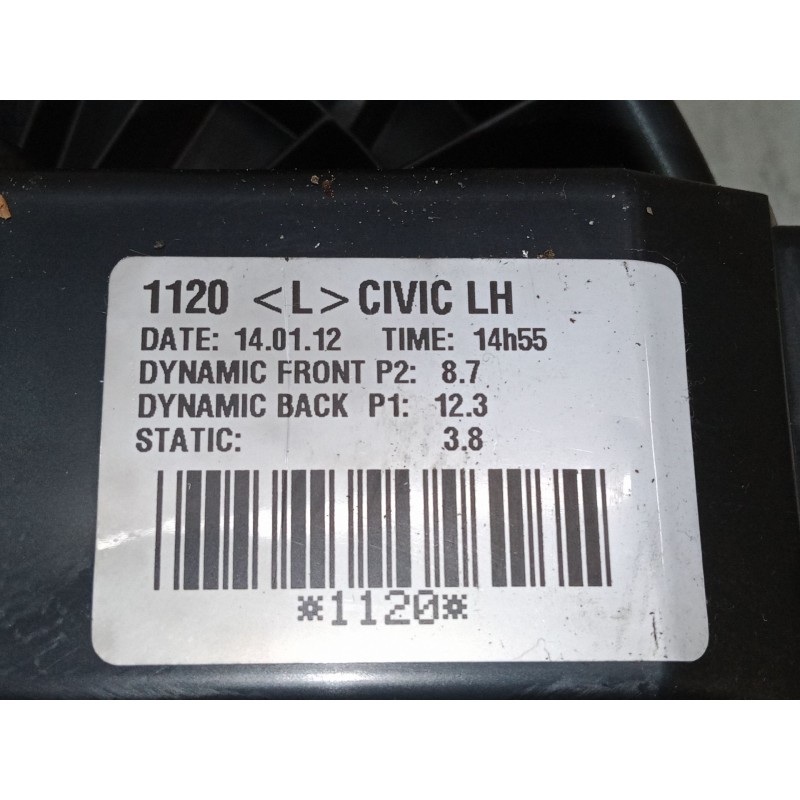 1120 <L> CIVIC LH
DATE: 14.01.12 TIME: 14h55
DYNAMIC FRONT P2: 8.7
DYNAMIC BACK P1: 12.3
STATIC: 3.8
*1120*